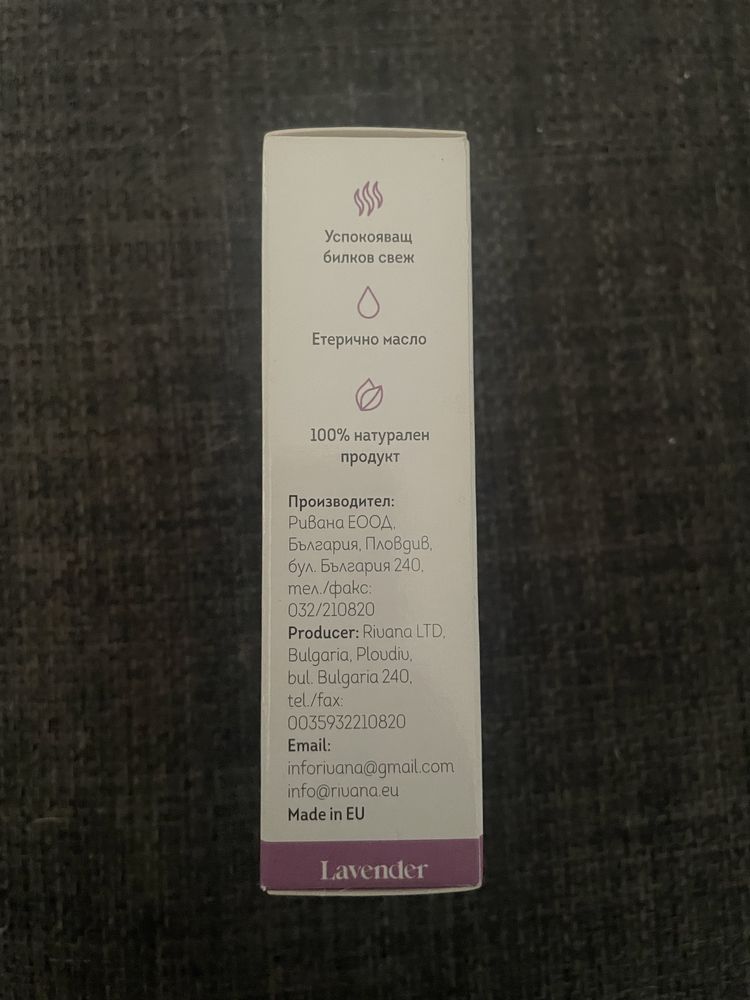 Успокояващ
билков свеж
Етерично масло
100% натурален
продукт
Производител:
Ривана ЕООД,
България, Пловдив,
бул. България 240,
тел./факс:
032/210820
Producer: Rivana LTD,
Bulgaria, Plovdiv,
bul. Bulgaria 240,
tel./fax:
0035932210820
Email:
inforivana@gmail.com
info@rivana.eu
Made in EU
Lavender